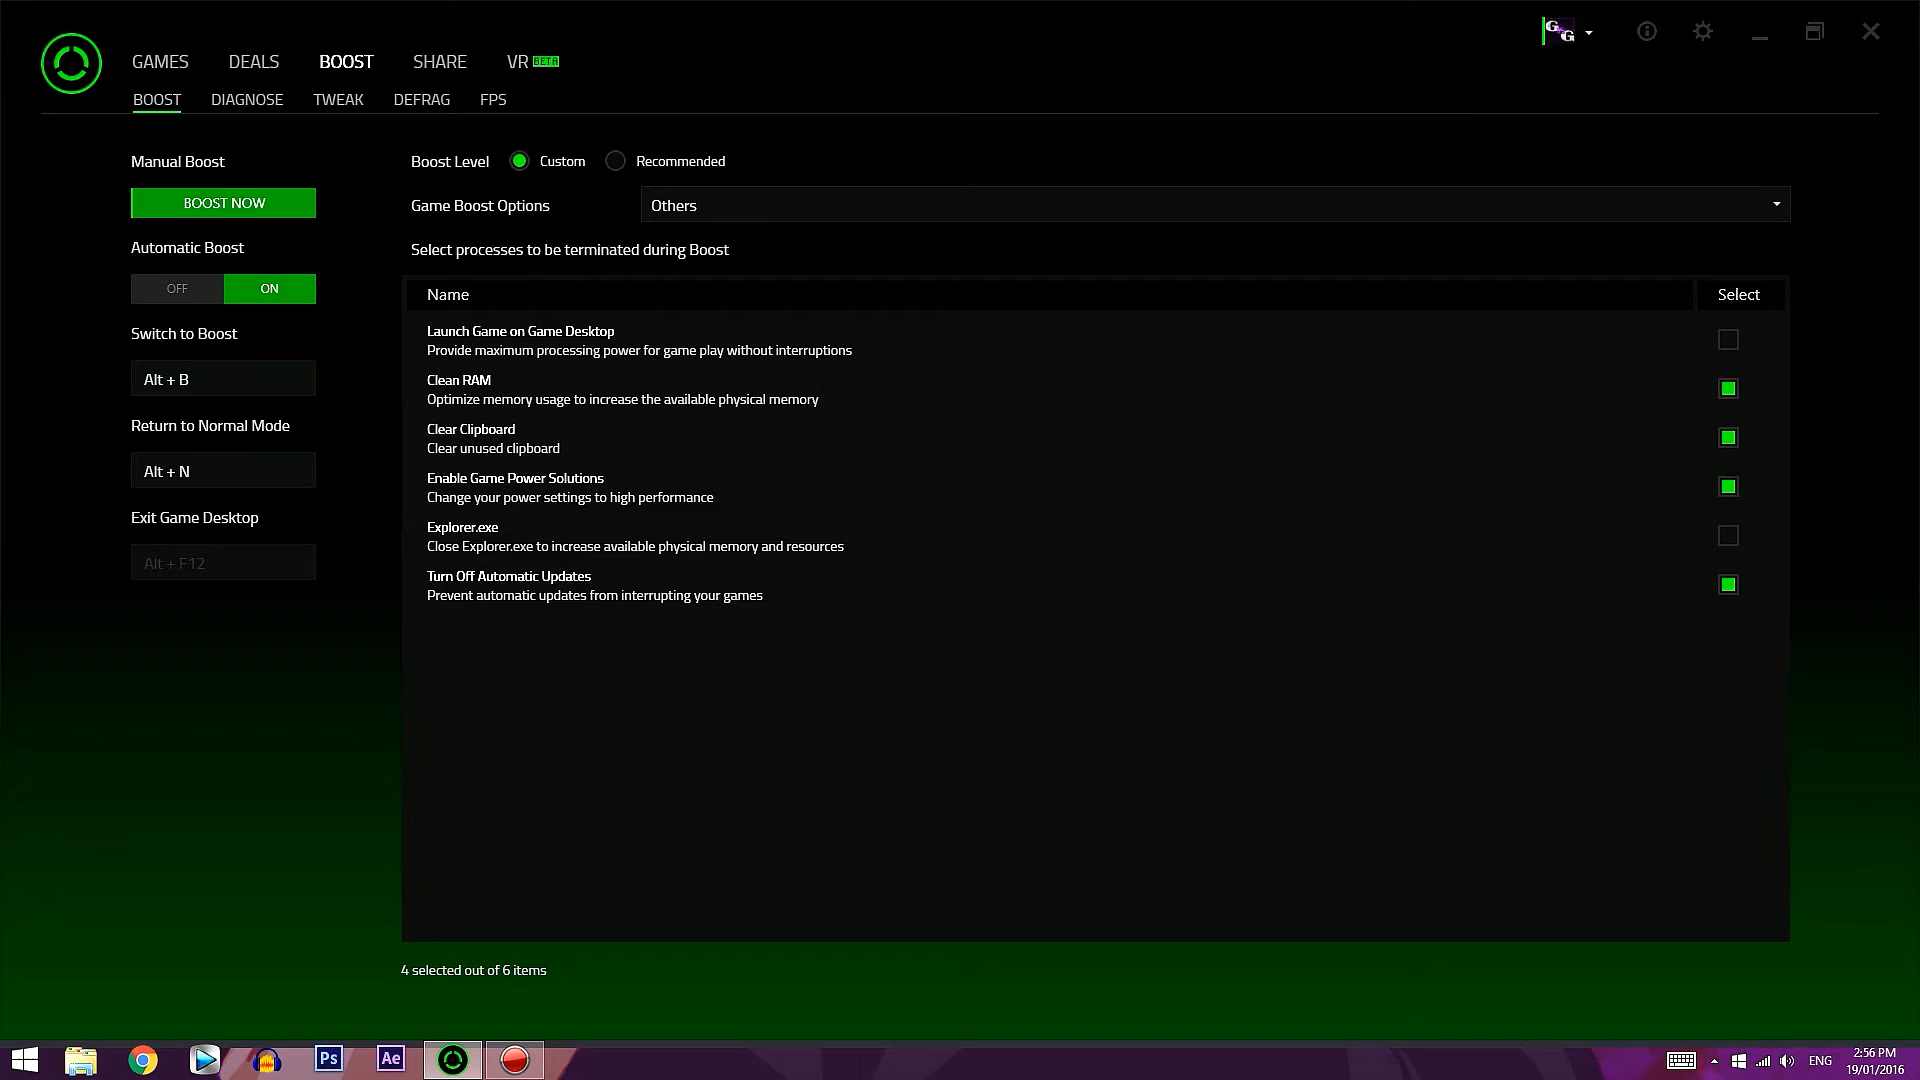 GAMES DEALS BOOST SHARE VR BETA
BOOST DIAGNOSE TWEAK DEFRAG FPS
Manual Boost
BOOST NOW
Automatic Boost
OFF ON
Switch to Boost
Alt + B
Return to Normal Mode
Alt + N
Exit Game Desktop
Alt + F12
Boost Level Custom Recommended
Game Boost Options Others
Select processes to be terminated during Boost
Name Select
Launch Game on Game Desktop
Provide maximum processing power for game play without interruptions
Clean RAM
Optimize memory usage to increase the available physical memory
Clear Clipboard
Clear unused clipboard
Enable Game Power Solutions
Change your power settings to high performance
Explorer.exe
Close Explorer.exe to increase available physical memory and resources
Turn Off Automatic Updates
Prevent automatic updates from interrupting your games
4 selected out of 6 items
Ps Ae
ENG
2:56 PM
19/01/2016